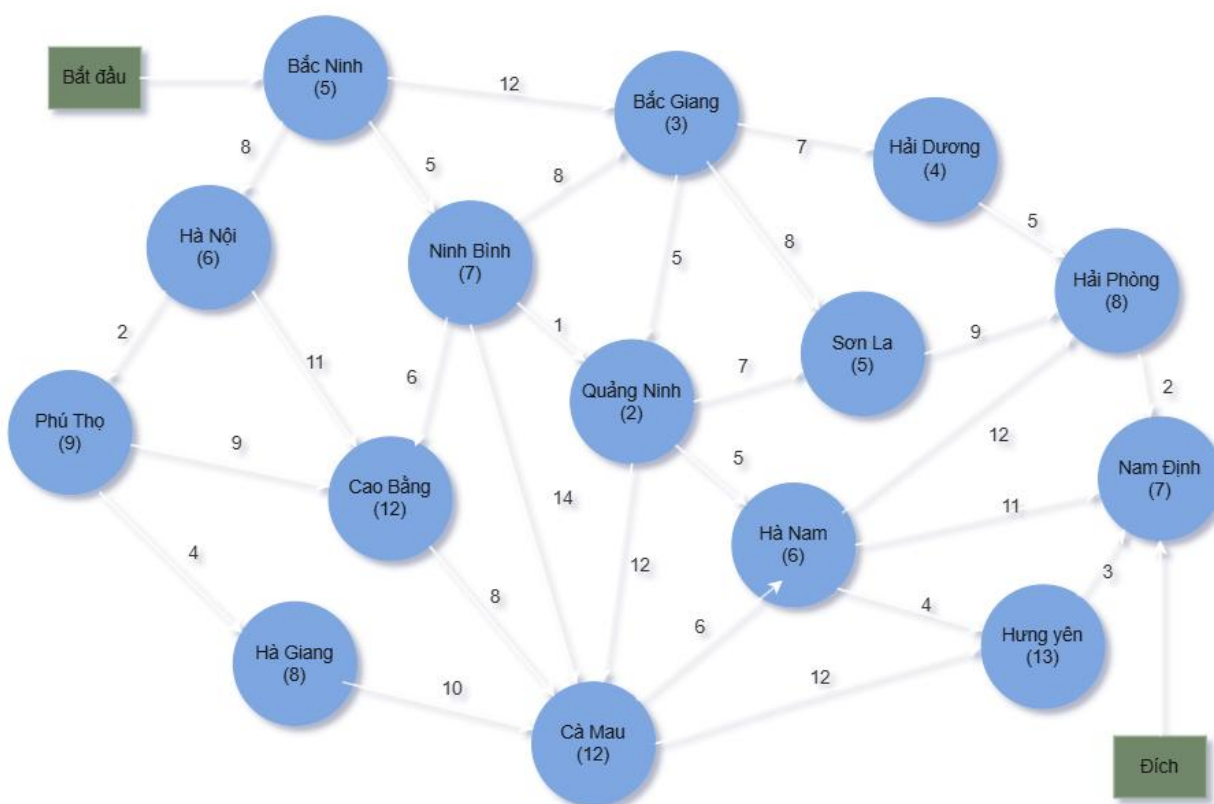 Bắt đầu
Bắc Ninh
(5)
12
Bắc Giang
(3)
7
Hải Dương
(4)
8
5
8
5
Hà Nội
(6)
Ninh Bình
(7)
5
8
Hải Phòng
(8)
2
11
6
1
Sơn La
(5)
9
7
Quảng Ninh
(2)
2
Phú Thọ
(9)
9
12
Cao Bằng
(12)
14
5
Nam Định
(7)
11
Hà Nam
(6)
4
8
12
3
6
4
Hưng yên
(13)
Hà Giang
(8)
10
12
Cà Mau
(12)
Đích